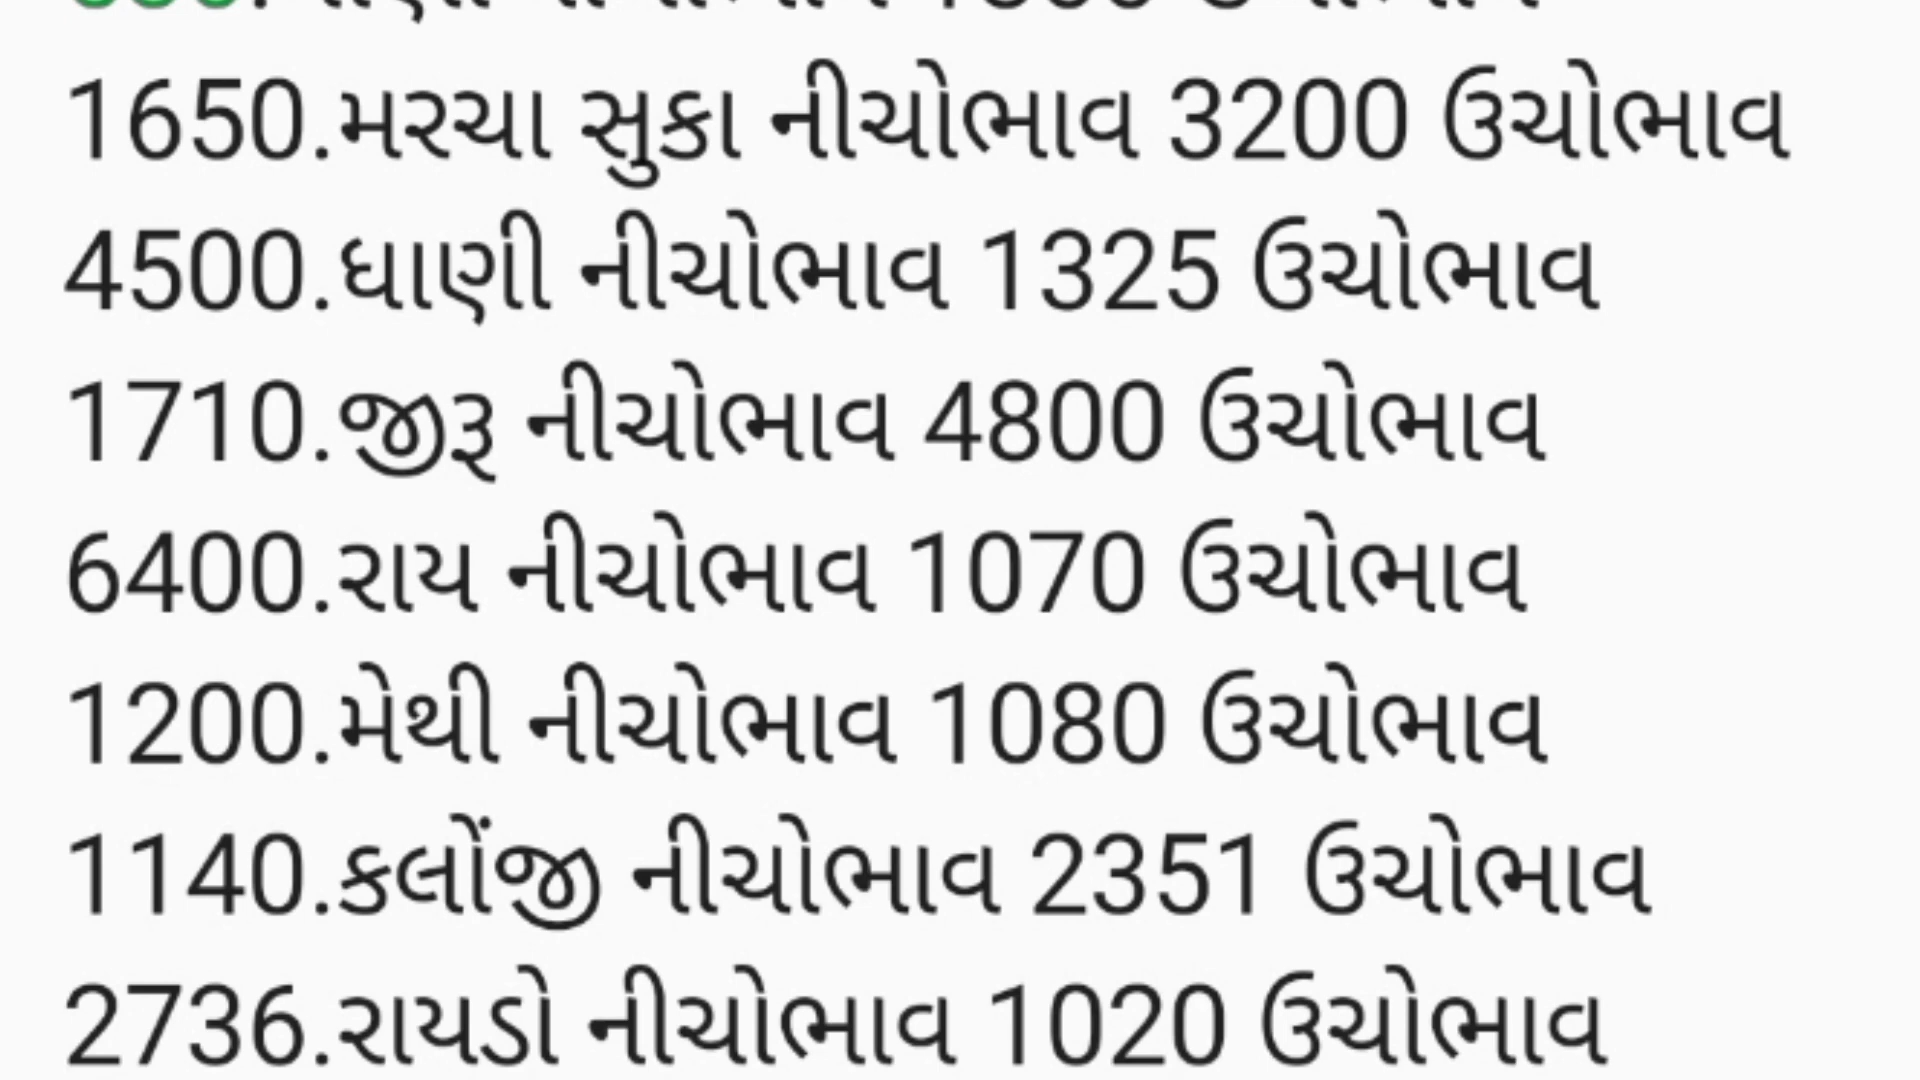 1650.મરચા સુકા નીચોભાવ 3200 ઉચોભાવ
4500.ધાણી નીચોભાવ 1325 ઉચોભાવ
1710.જીરૂ નીચોભાવ 4800 ઉચોભાવ
6400.રાય નીચોભાવ 1070 ઉચોભાવ
1200.મેથી નીચોભાવ 1080 ઉચોભાવ
1140.કલોંજી નીચોભાવ 2351 ઉચોભાવ
2736.રાયડો નીચોભાવ 1020 ઉચોભાવ